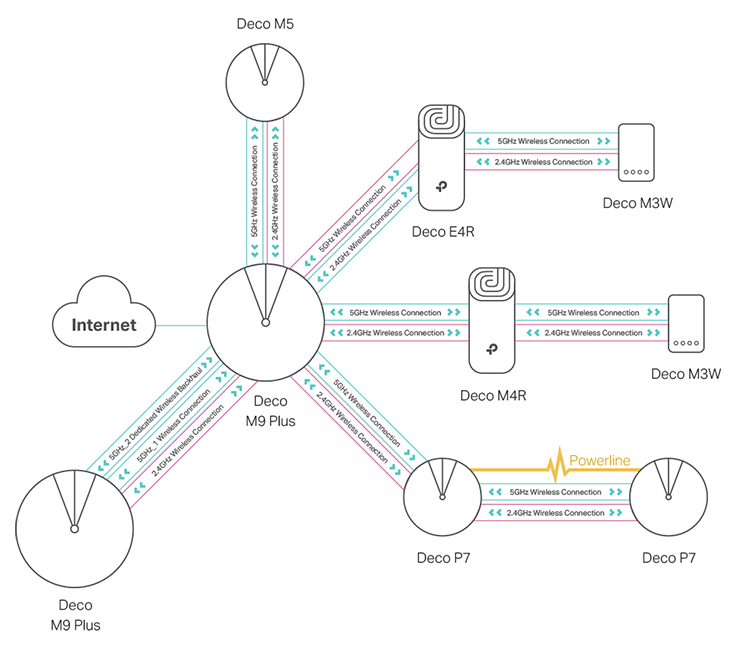 Deco M5
5GHz Wireless Connection
2.4GHz Wireless Connection
5GHz Wireless Connection
2.4GHz Wireless Connection
Deco E4R
5GHz Wireless Connection
2.4GHz Wireless Connection
Deco M3W
Internet
Deco
M9 Plus
5GHz Wireless Connection
2.4GHz Wireless Connection
Deco M4R
5GHz Wireless Connection
2.4GHz Wireless Connection
Deco M3W
5GHz_2 Dedicated Wireless Backhaul
5GHz_1 Wireless Connection
2.4GHz Wireless Connection
Deco
M9 Plus
5GHz Wireless Connection
2.4GHz Wireless Connection
Deco P7
Powerline
5GHz Wireless Connection
2.4GHz Wireless Connection
Deco P7